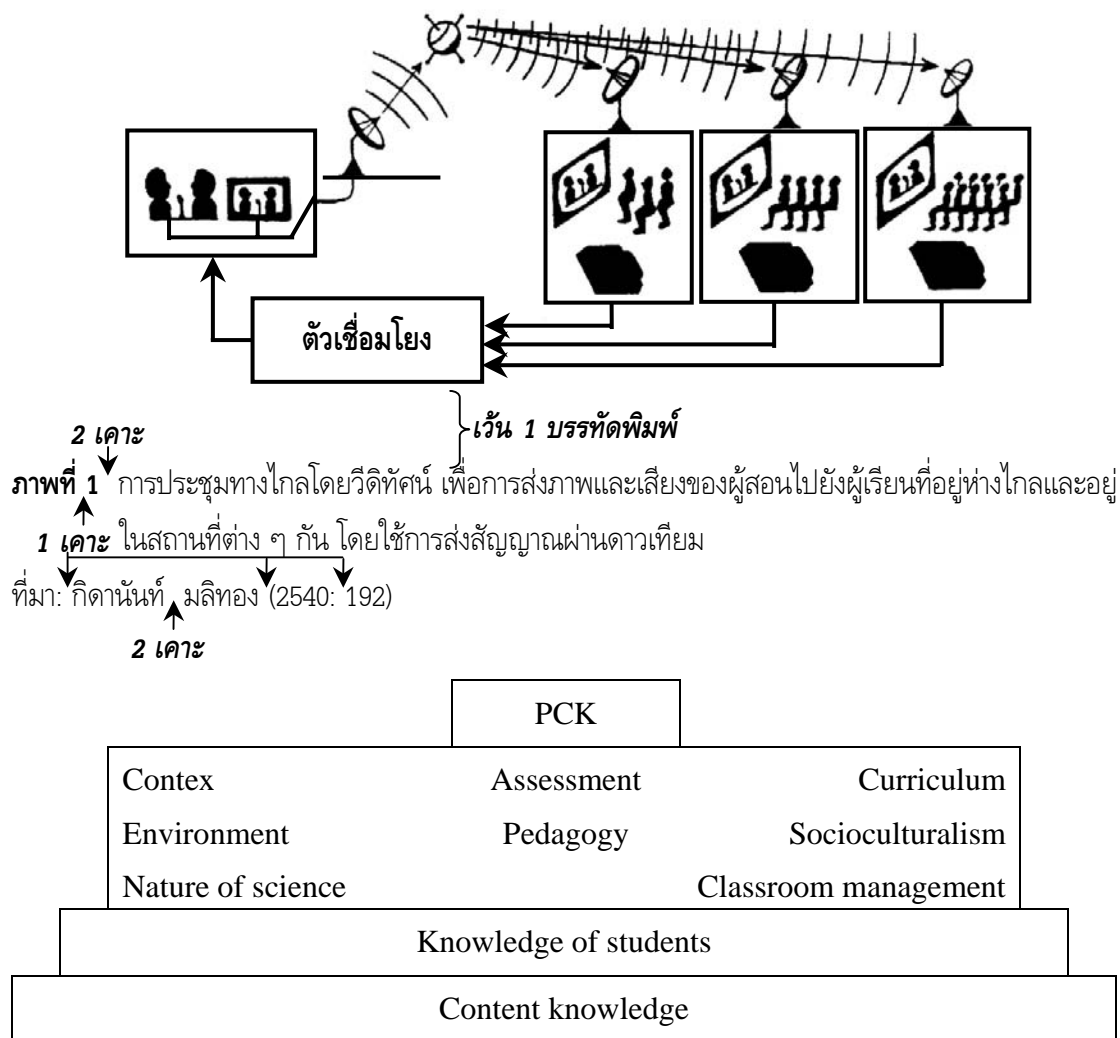 ตัวเชื่อมโยง
เว้น 1 บรรทัดพิมพ์
2 เคาะ
ภาพที่ 1 การประชุมทางไกลโดยวีดิทัศน์ เพื่อการส่งภาพและเสียงของผู้สอนไปยังผู้เรียนที่อยู่ห่างไกลและอยู่
1 เคาะ ในสถานที่ต่าง ๆ กัน โดยใช้การส่งสัญญาณผ่านดาวเทียม
ที่มา: กิดานันท์ มลิทอง (2540: 192)
2 เคาะ
PCK
Contex Assessment Curriculum
Environment Pedagogy Socioculturalism
Nature of science Classroom management
Knowledge of students
Content knowledge